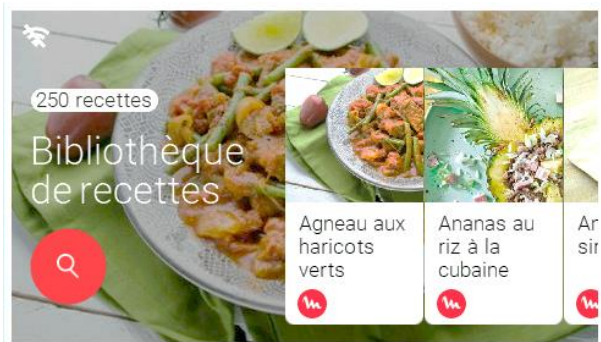 250 recettes
Bibliothèque
de recettes
Agneau aux
haricots
verts
Ananas au
riz à la
cubaine